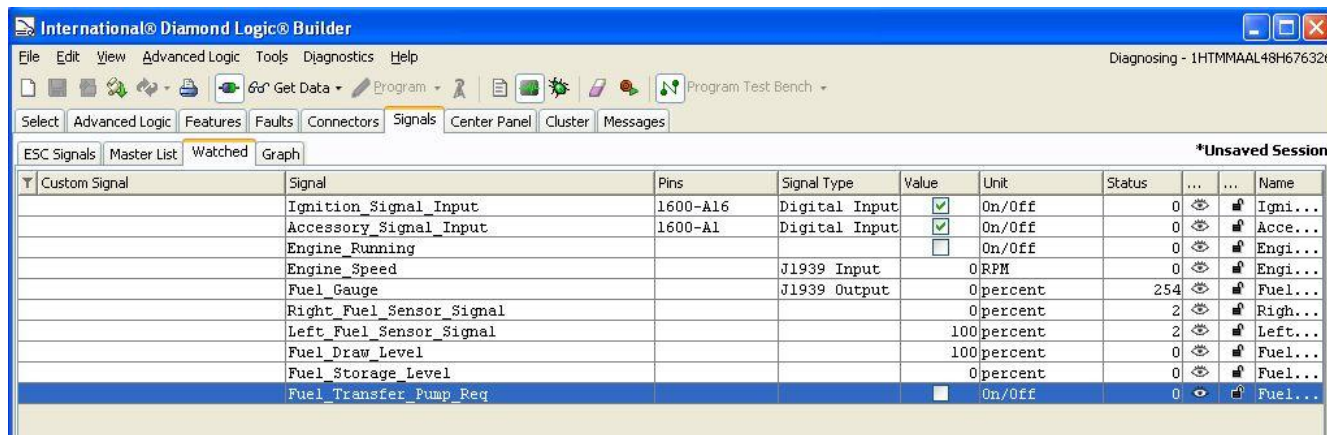 International® Diamond Logic® Builder
File Edit View Advanced Logic Tools Diagnostics Help Diagnosing - 1HTMMAAL48H67632
Get Data Program Program Test Bench
Select Advanced Logic Features Faults Connectors Signals Center Panel Cluster Messages
ESC Signals Master List Watched Graph *Unsaved Session
Custom Signal Signal Pins Signal Type Value Unit Status ... ... Name
Ignition_Signal_Input 1600-A16 Digital Input On/Off 0 Igni...
Accessory_Signal_Input 1600-A1 Digital Input On/Off 0 Acce...
Engine_Running On/Off 0 Engi...
Engine_Speed J1939 Input 0 RPM 0 Engi...
Fuel_Gauge J1939 Output 0 percent 254 Fuel...
Right_Fuel_Sensor_Signal 0 percent 2 Righ...
Left_Fuel_Sensor_Signal 100 percent 2 Left...
Fuel_Draw_Level 100 percent 0 Fuel...
Fuel_Storage_Level 0 percent 0 Fuel...
Fuel_Transfer_Pump_Req On/Off 0 Fuel...